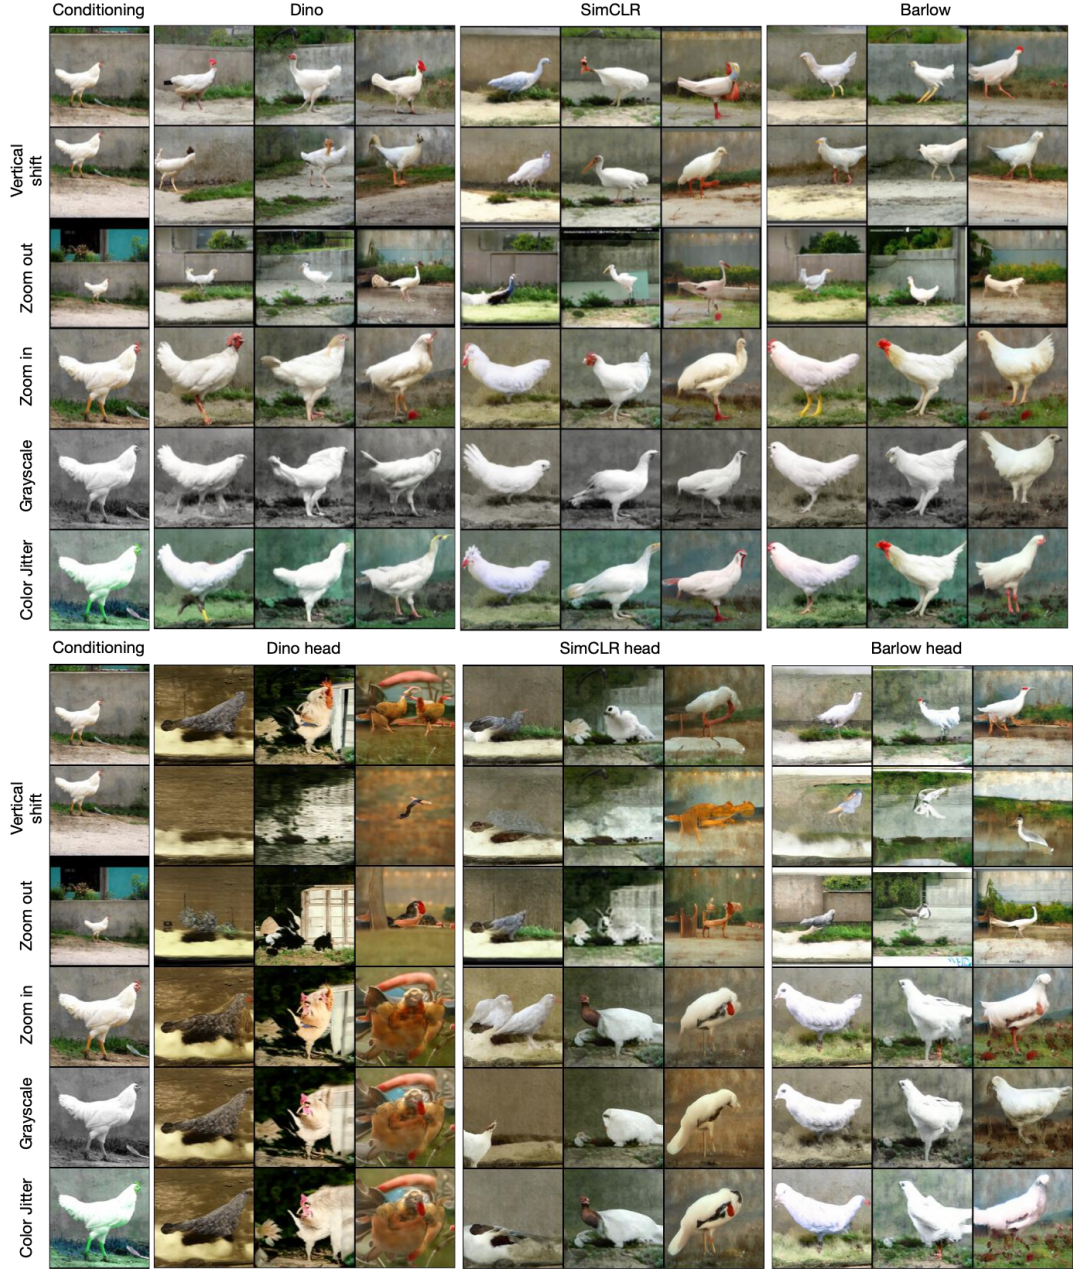 Conditioning
Dino
SimCLR
Barlow
Vertical
shift
Zoom out
Zoom in
Grayscale
Color Jitter
Conditioning
Dino head
SimCLR head
Barlow head
Vertical
shift
Zoom out
Zoom in
Grayscale
Color Jitter